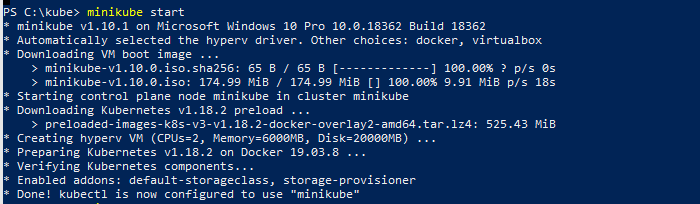 PS C:\kube> minikube start
* minikube v1.10.1 on Microsoft Windows 10 Pro 10.0.18362 Build 18362
* Automatically selected the hyperv driver. Other choices: docker, virtualbox
* Downloading VM boot image ...
    > minikube-v1.10.0.iso.sha256: 65 B / 65 B [-------------] 100.00% ? p/s 0s
    > minikube-v1.10.0.iso: 174.99 MiB / 174.99 MiB [] 100.00% 9.91 MiB p/s 18s
* Starting control plane node minikube in cluster minikube
* Downloading Kubernetes v1.18.2 preload ...
    > preloaded-images-k8s-v3-v1.18.2-docker-overlay2-amd64.tar.lz4: 525.43 MiB
* Creating hyperv VM (CPUs=2, Memory=6000MB, Disk=20000MB) ...
* Preparing Kubernetes v1.18.2 on Docker 19.03.8 ...
* Verifying Kubernetes components...
* Enabled addons: default-storageclass, storage-provisioner
* Done! kubectl is now configured to use "minikube"